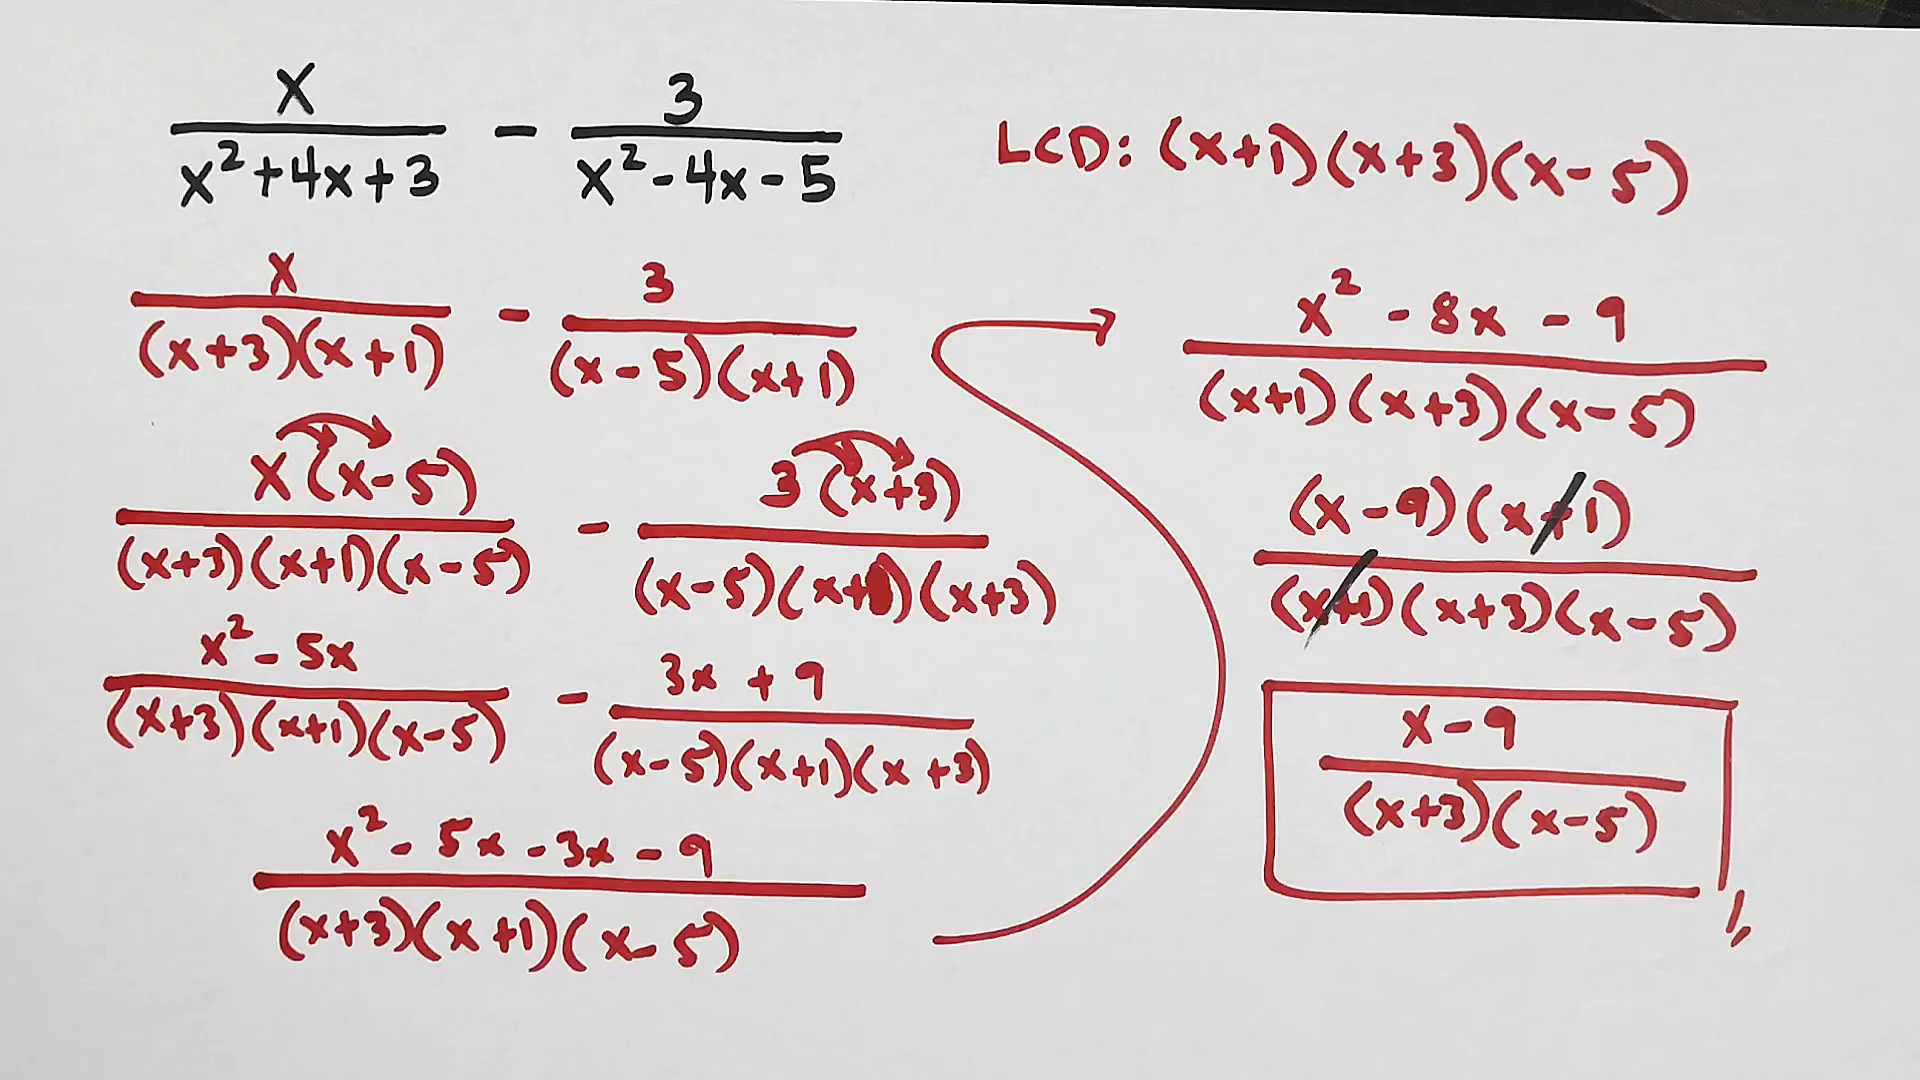 x/(x²+4x+3) - 3/(x²-4x-5)
LCD: (x+1)(x+3)(x-5)
x/((x+3)(x+1)) - 3/((x-5)(x+1))
x(x-5)/((x+3)(x+1)(x-5)) - 3(x+3)/((x-5)(x+1)(x+3))
x²-5x/((x+3)(x+1)(x-5)) - 3x+9/((x-5)(x+1)(x+3))
x²-5x-3x-9/((x+3)(x+1)(x-5))
x²-8x-9/((x+1)(x+3)(x-5))
(x-9)(x+1)/((x+1)(x+3)(x-5))
x-9/((x+3)(x-5))